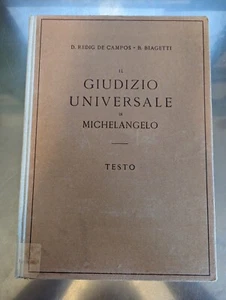 D. REDIG DE CAMPOS · B. BIAGETTI
IL
GIUDIZIO
UNIVERSALE
DI
MICHELANGELO
TESTO